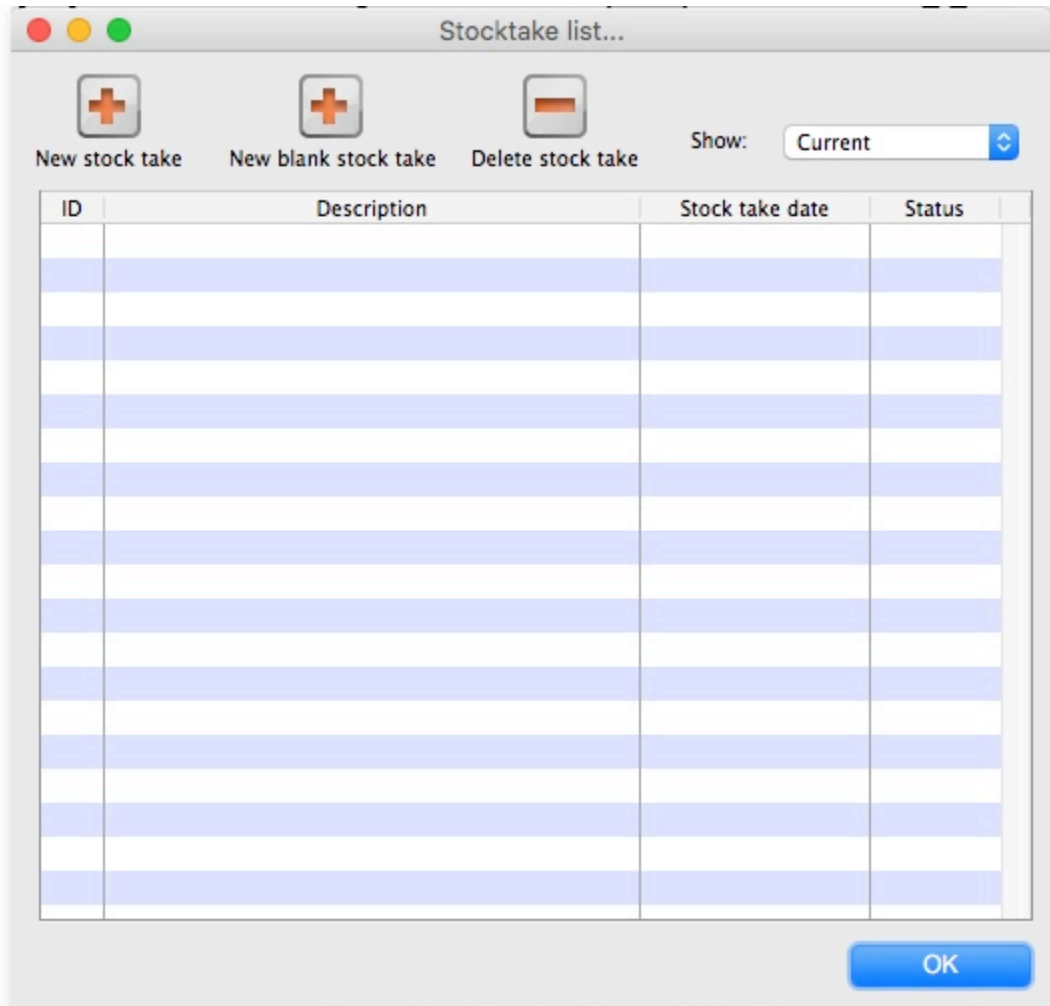 Stocktake list...
New stock take
New blank stock take
Delete stock take
Show:
Current
ID Description Stock take date Status
OK